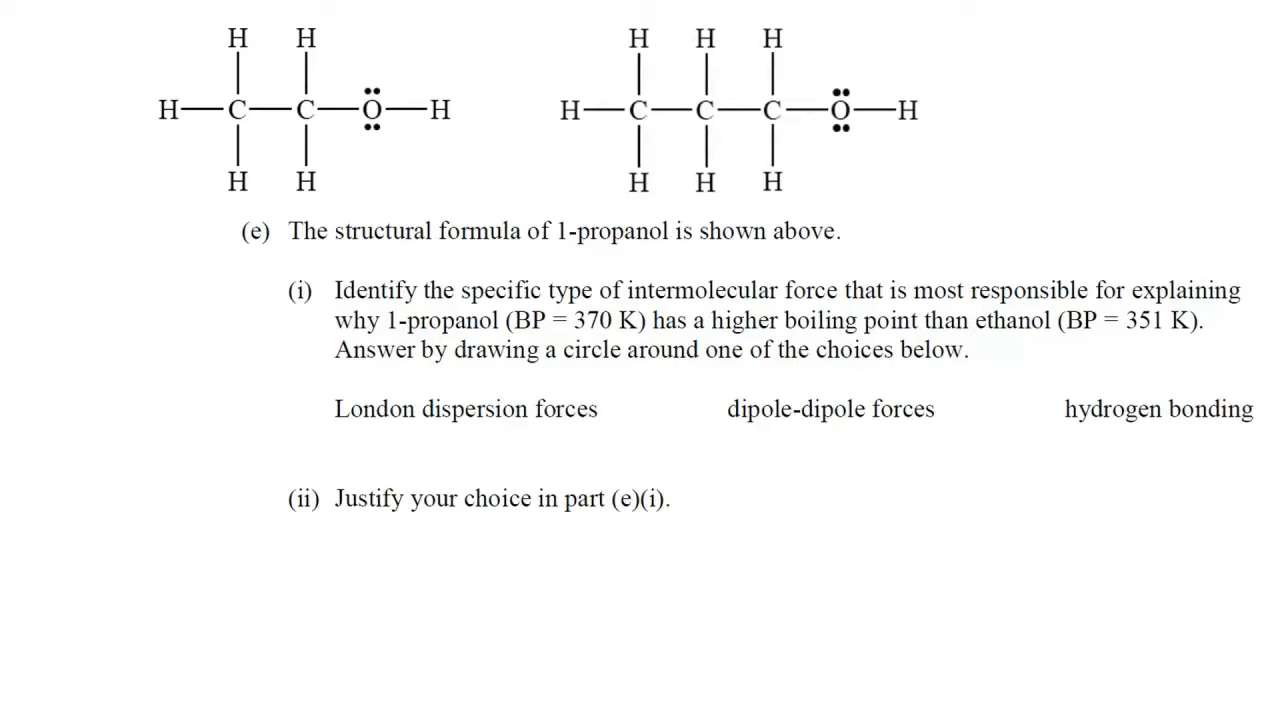 H H H H H
H C C O H H C C C O H
H H H H H
(e) The structural formula of 1-propanol is shown above.
(i) Identify the specific type of intermolecular force that is most responsible for explaining
why 1-propanol (BP = 370 K) has a higher boiling point than ethanol (BP = 351 K).
Answer by drawing a circle around one of the choices below.
London dispersion forces dipole-dipole forces hydrogen bonding
(ii) Justify your choice in part (e)(i).